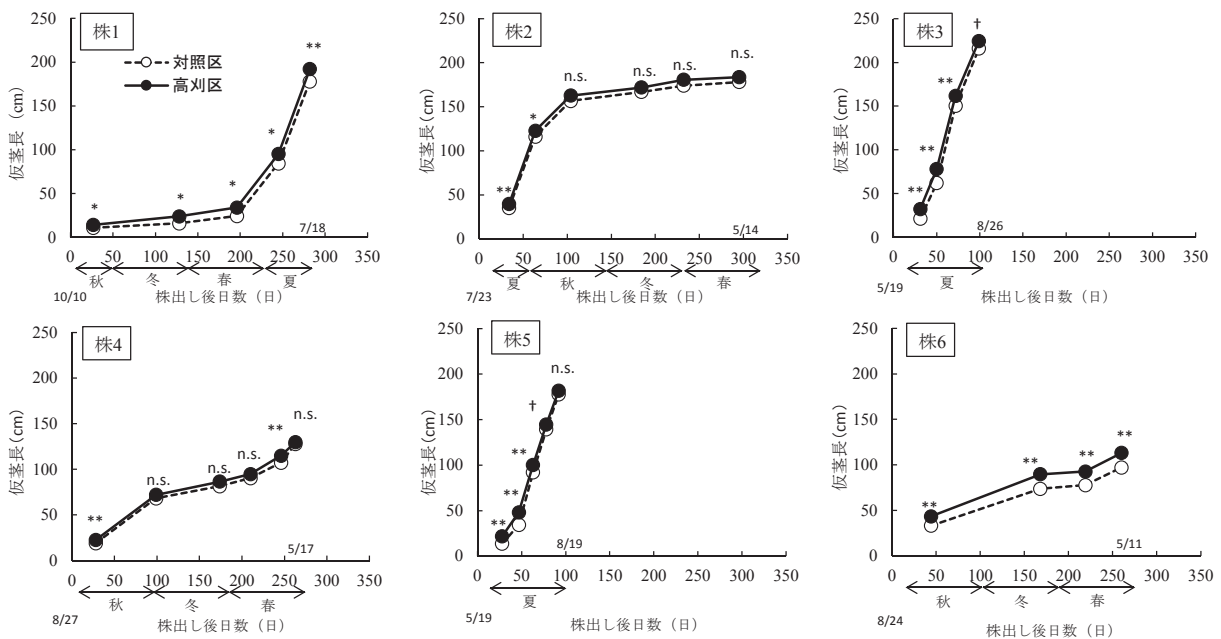 株1
対照区
高刈区
仮茎長 (cm)
250
200
150
100
50
0
* * * * **
7/18
0 50 100 150 200 250 300 350
秋 冬 春 夏
10/10
株出し後日数（日）
株2
仮茎長(cm)
250
200
150
100
50
0
** * n.s. n.s. n.s. n.s.
5/14
0 50 100 150 200 250 300 350
夏 秋 冬 春
7/23
株出し後日数（日）
株3
仮茎長(cm)
250
200
150
100
50
0
** ** ** †
8/26
0 50 100 150 200 250 300 350
夏
5/19
株出し後日数（日）
株4
仮茎長(cm)
250
200
150
100
50
0
** n.s. n.s. n.s. ** n.s.
5/17
0 50 100 150 200 250 300 350
秋 冬 春
8/27
株出し後日数（日）
株5
仮茎長(cm)
250
200
150
100
50
0
** ** ** † n.s.
8/19
0 50 100 150 200 250 300 350
夏
5/19
株出し後日数（日）
株6
仮茎長(cm)
250
200
150
100
50
0
** ** ** **
5/11
0 50 100 150 200 250 300 350
秋 冬 春
8/24
株出し後日数（日）